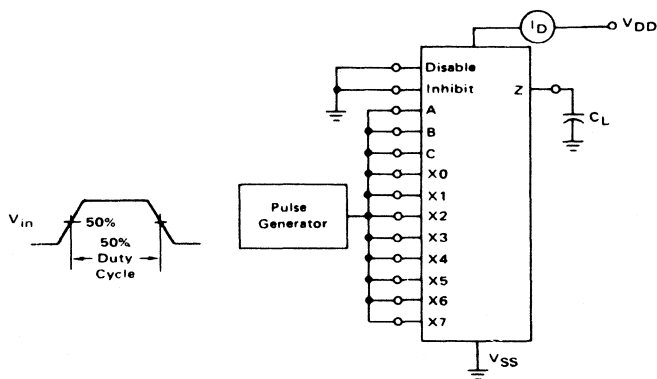 I_D
V_DD
Disable
Inhibit
Z
A
C_L
B
C
X0
X1
Pulse
Generator
X2
X3
X4
X5
X6
X7
V_in
50%
50%
Duty
Cycle
V_SS